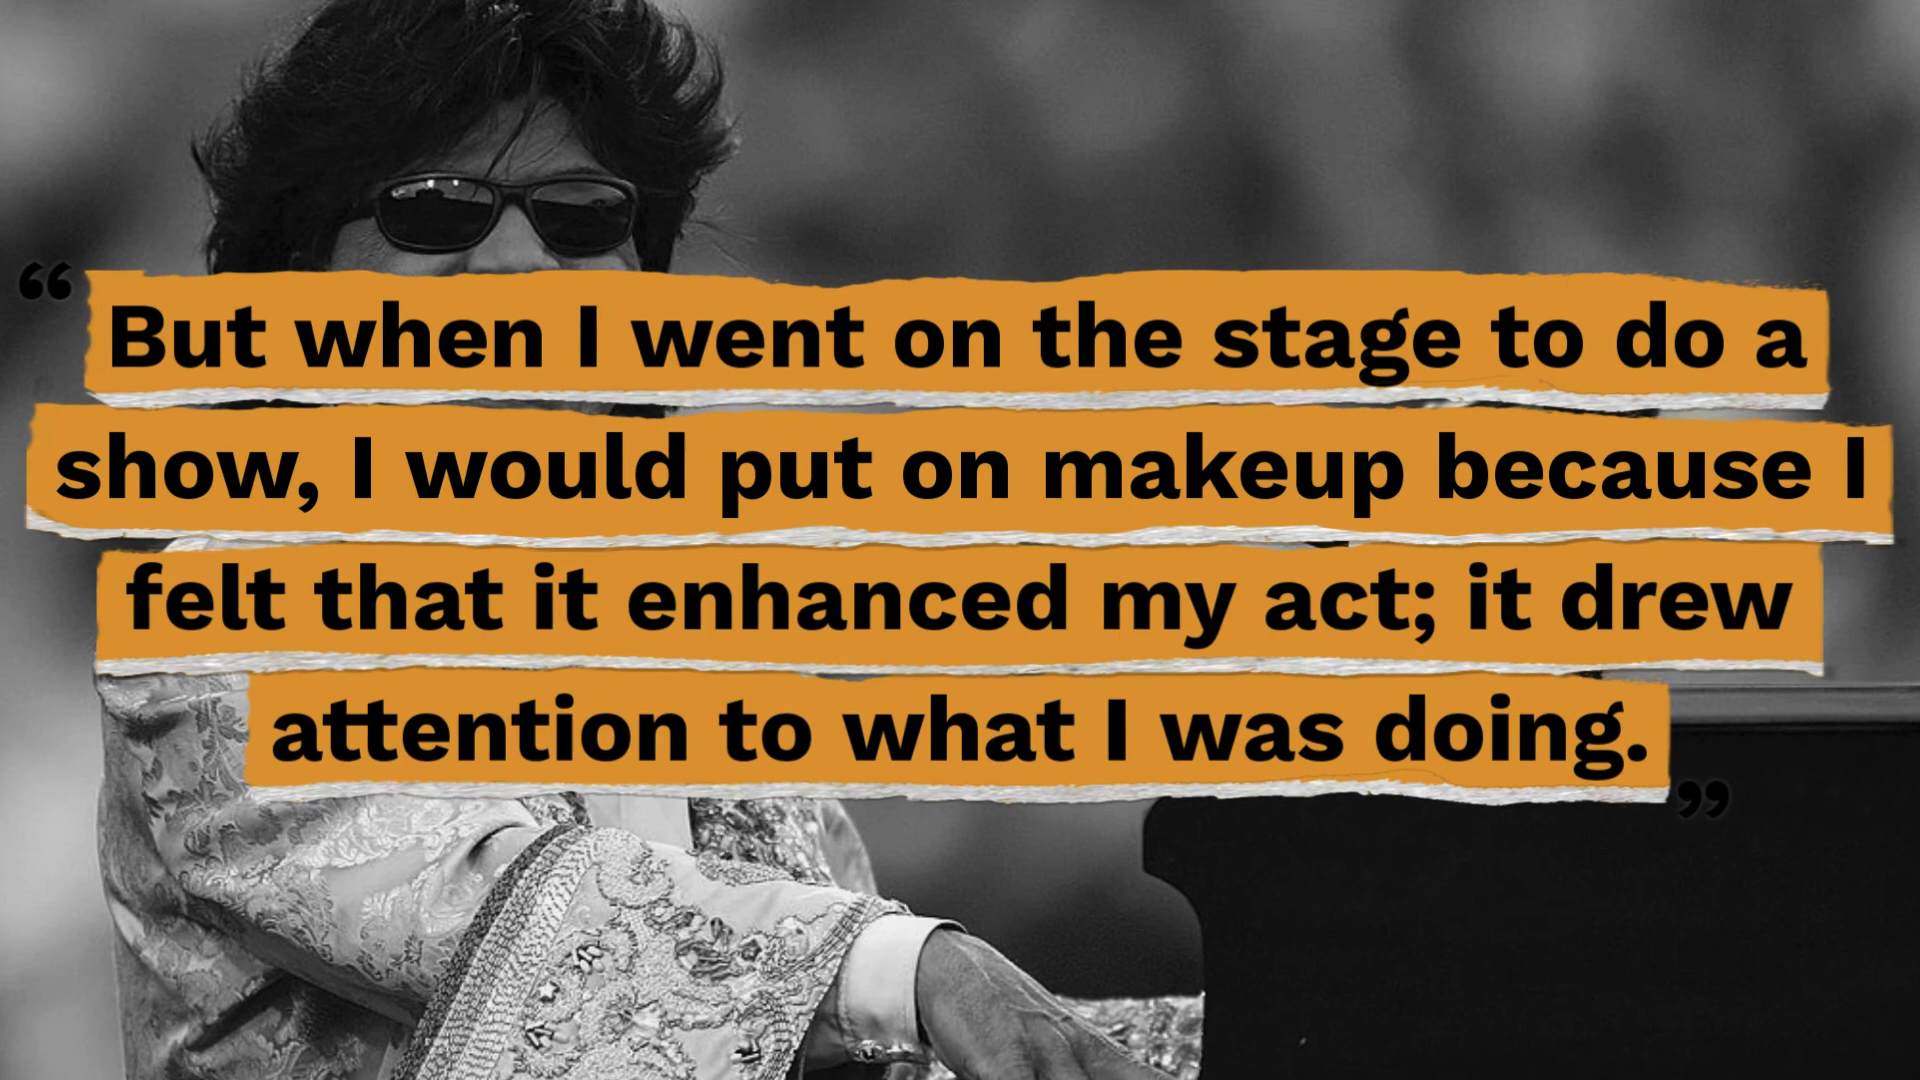 “But when I went on the stage to do a
show, I would put on makeup because I
felt that it enhanced my act; it drew
attention to what I was doing.”